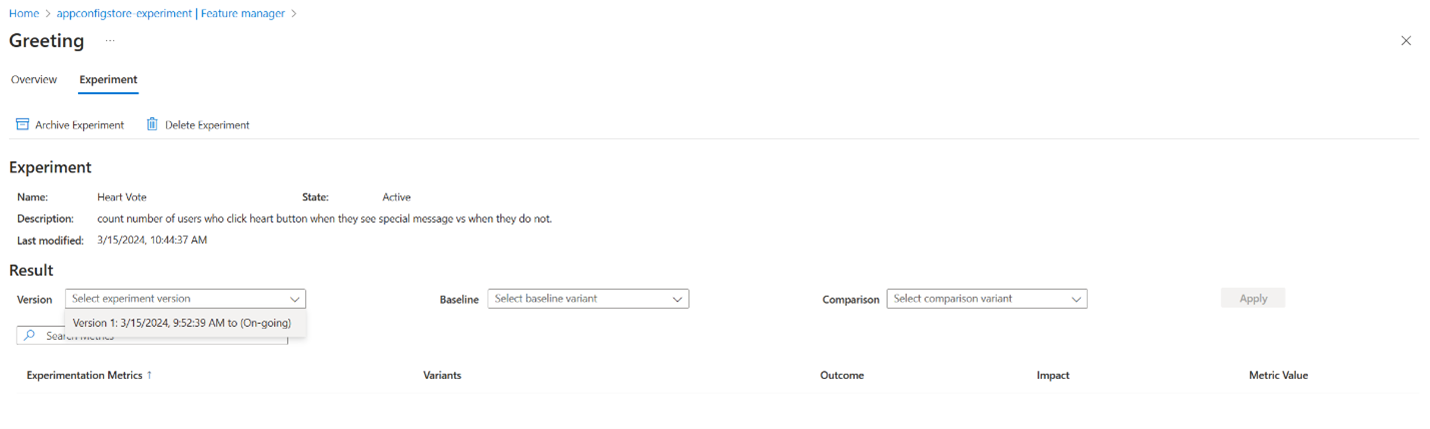 Home > appconfigstore-experiment | Feature manager >
Greeting ...
Overview Experiment
Archive Experiment Delete Experiment
Experiment
Name: Heart Vote State: Active
Description: count number of users who click heart button when they see special message vs when they do not.
Last modified: 3/15/2024, 10:44:37 AM
Result
Version Select experiment version Baseline Select baseline variant Comparison Select comparison variant Apply
Version 1: 3/15/2024, 9:52:39 AM to (On-going)
Search Metrics
Experimentation Metrics ↑ Variants Outcome Impact Metric Value